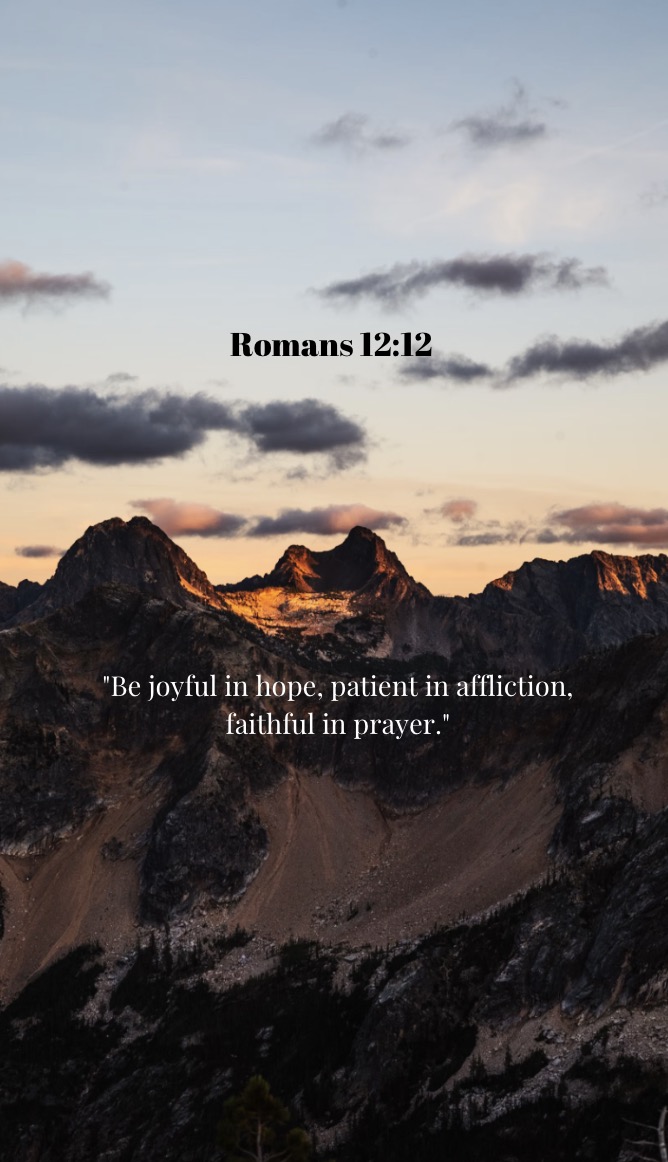 Romans 12:12
"Be joyful in hope, patient in affliction,
faithful in prayer."